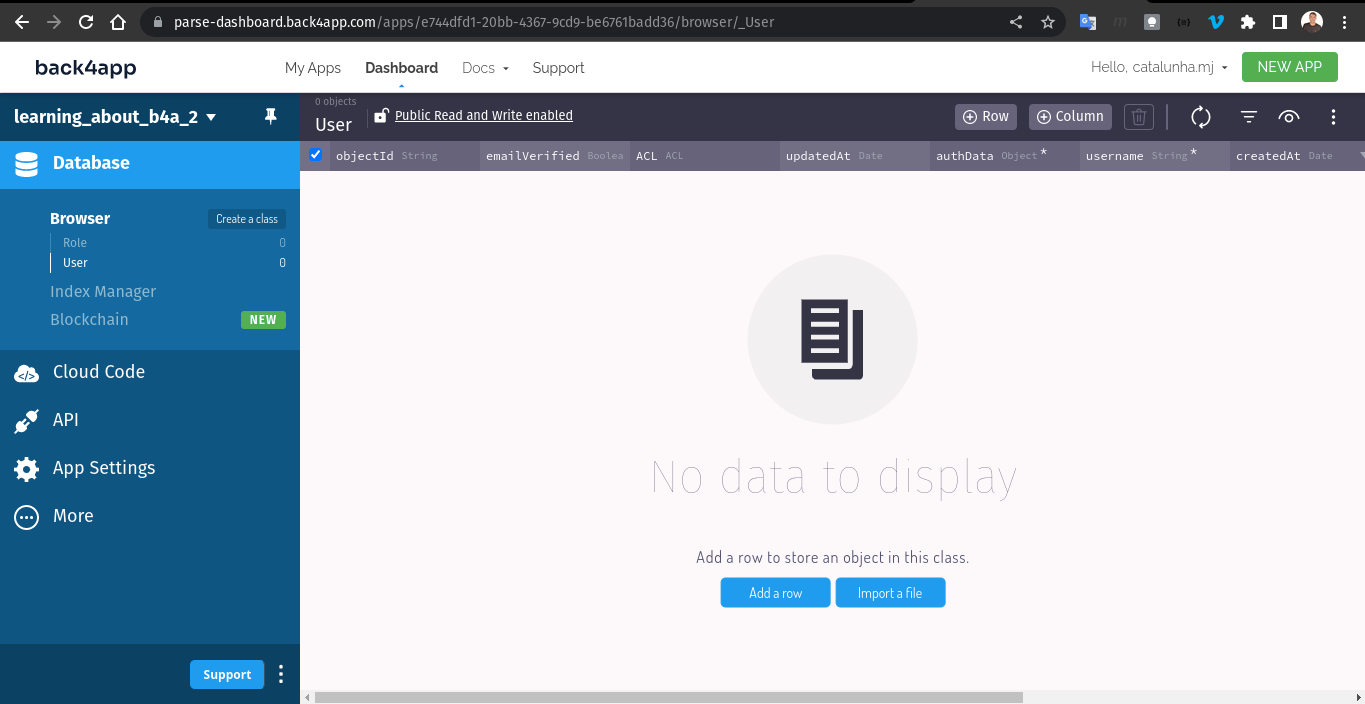 parse-dashboard.back4app.com/apps/e744dfd1-20bb-4367-9cd9-be6761badd36/browser/_User
back4app
My Apps Dashboard Docs Support
Hello, catalunha.mj NEW APP
learning_about_b4a_2
0 objects
User Public Read and Write enabled
Row Column
objectId String emailVerified Boolea ACL ACL updatedAt Date authData Object * username String * createdAt Date
Database
Browser Create a class
Role 0
User 0
Index Manager
Blockchain NEW
Cloud Code
API
App Settings
More
No data to display
Add a row to store an object in this class.
Add a row Import a file
Support